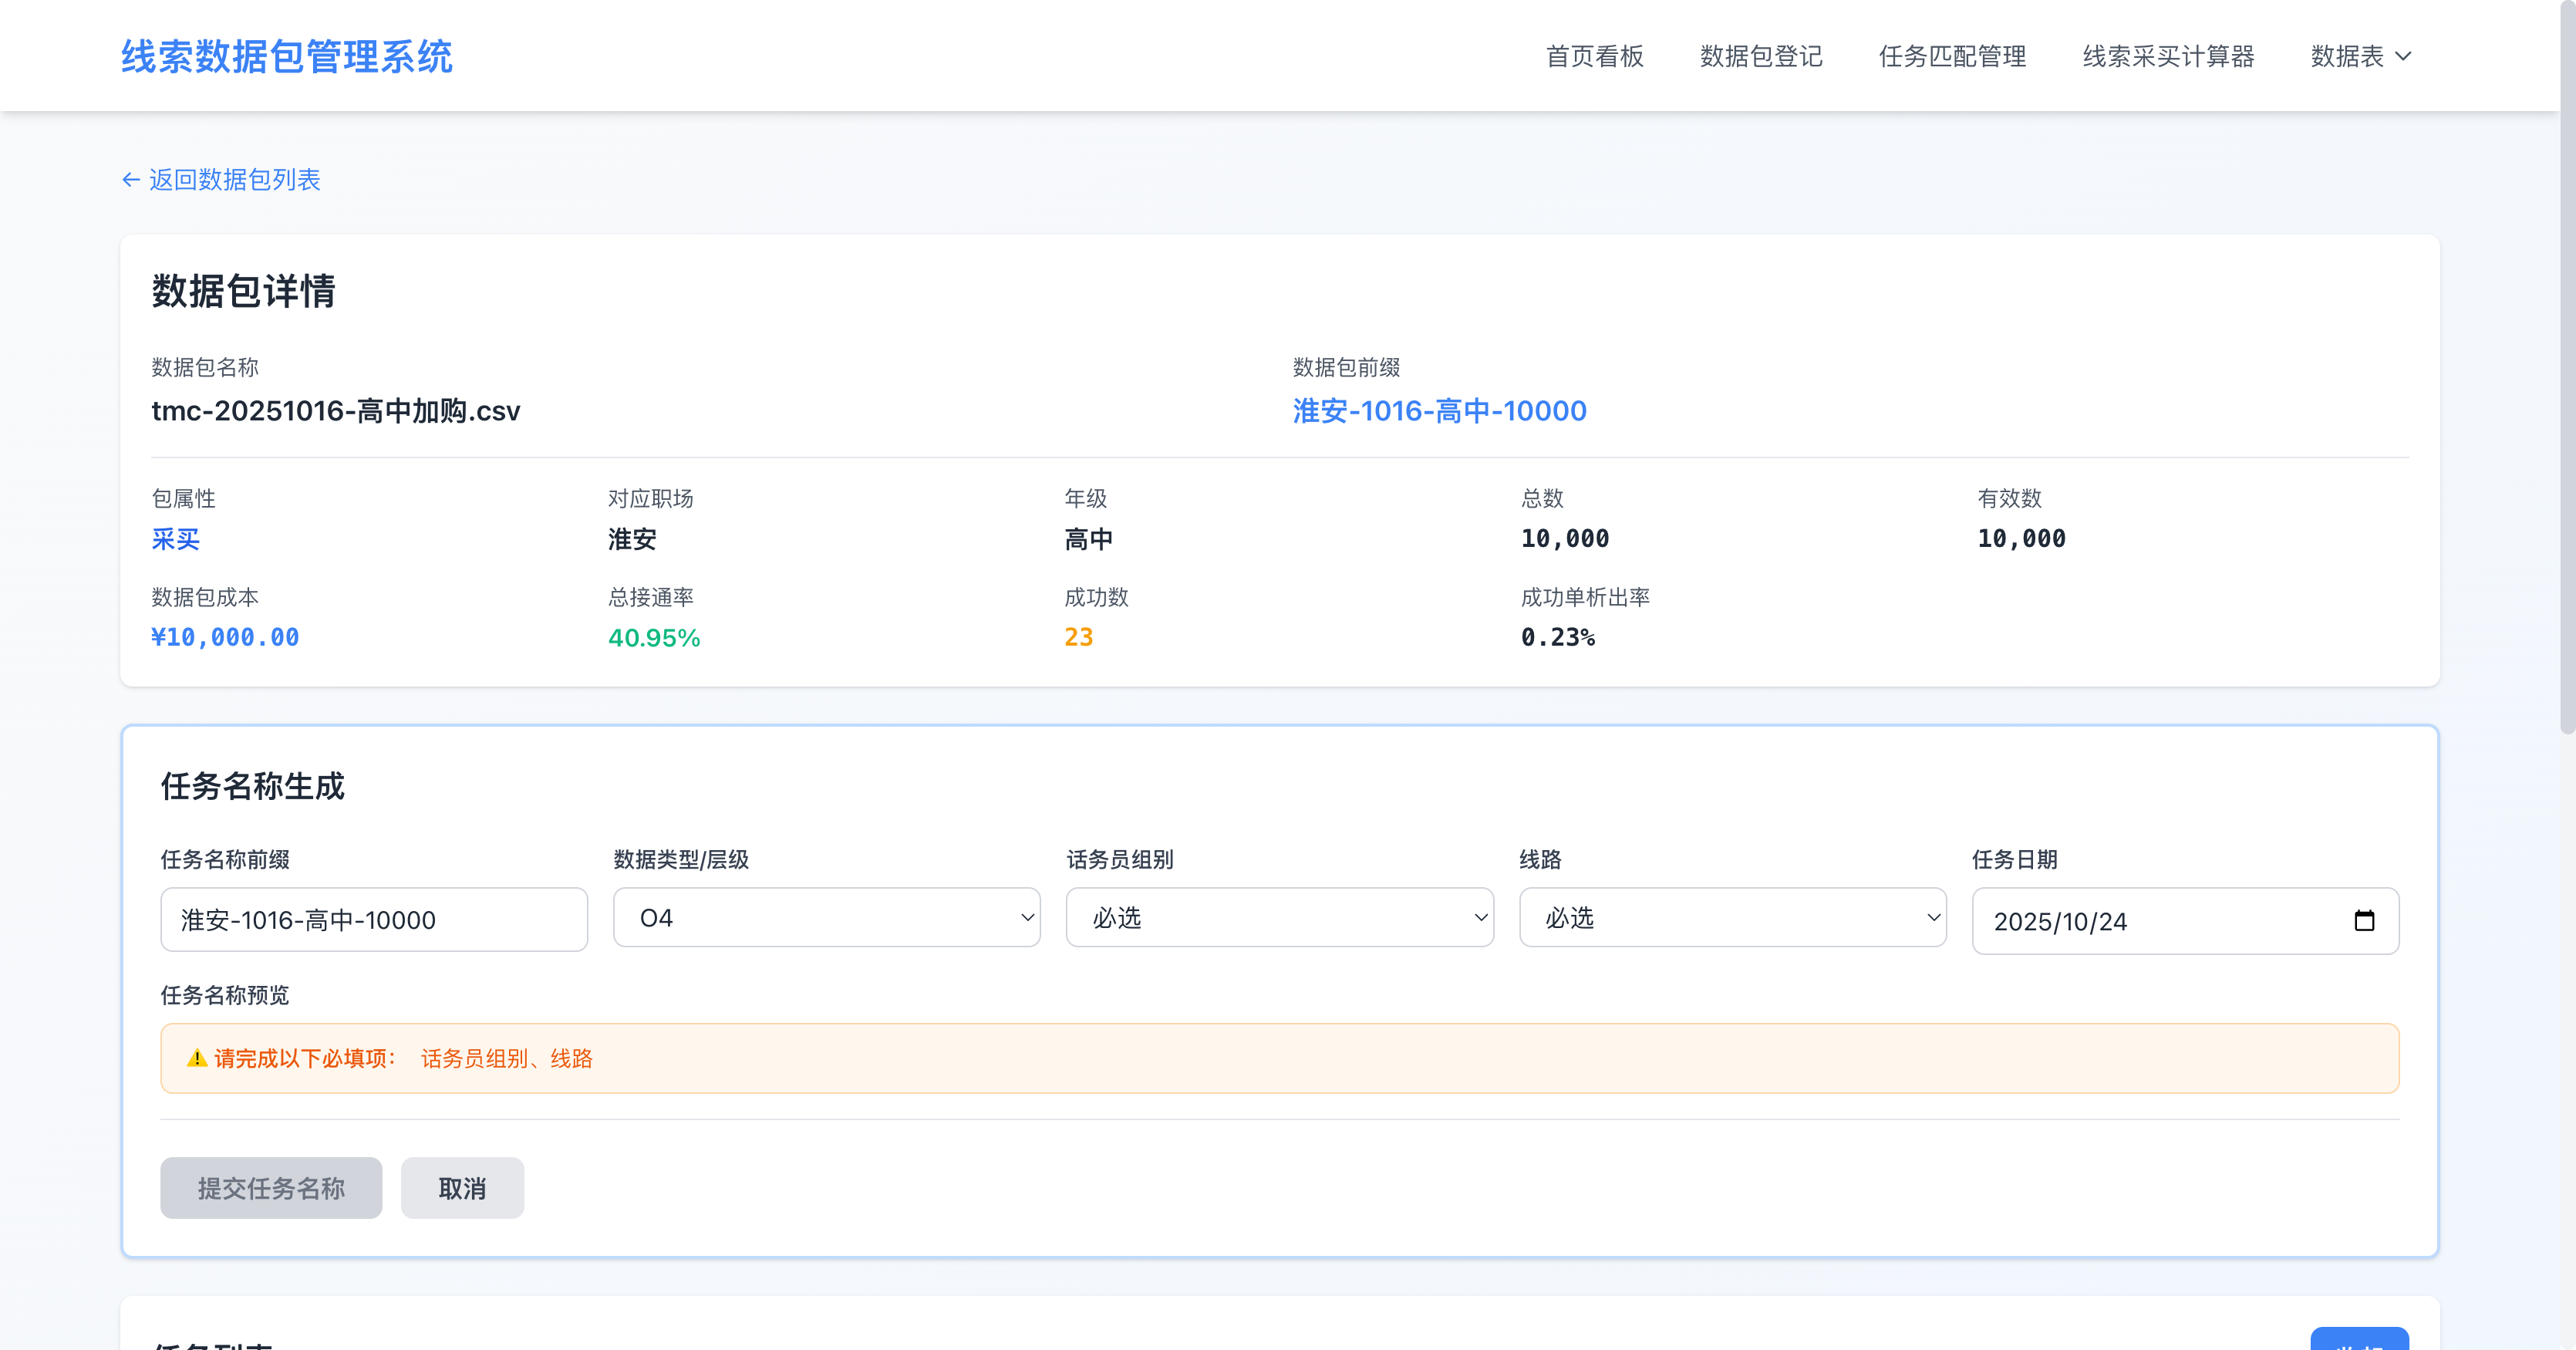 线索数据包管理系统
首页看板 数据包登记 任务匹配管理 线索采买计算器 数据表
← 返回数据包列表
数据包详情
数据包名称 数据包前缀
tmc-20251016-高中加购.csv 淮安-1016-高中-10000
包属性 对应职场 年级 总数 有效数
采买 淮安 高中 10,000 10,000
数据包成本 总接通率 成功数 成功单析出率
¥10,000.00 40.95% 23 0.23%
任务名称生成
任务名称前缀 数据类型/层级 话务员组别 线路 任务日期
淮安-1016-高中-10000 O4 必选 必选 2025/10/24
任务名称预览
⚠️ 请完成以下必填项： 话务员组别、线路
提交任务名称 取消
任务列表